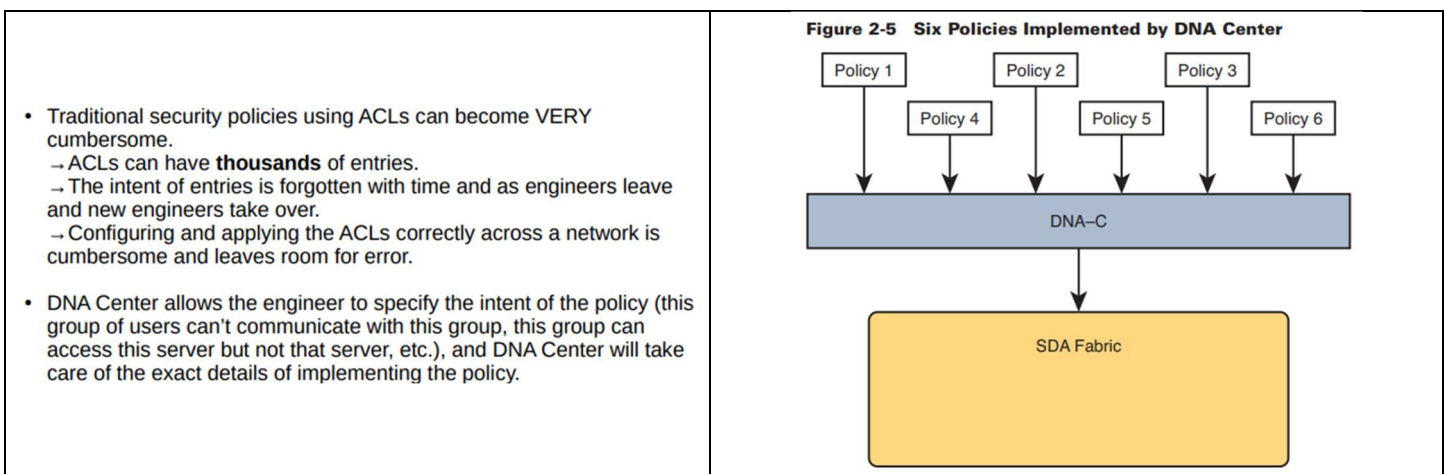 • Traditional security policies using ACLs can become VERY
cumbersome.
→ACLs can have thousands of entries.
→The intent of entries is forgotten with time and as engineers leave
and new engineers take over.
→Configuring and applying the ACLs correctly across a network is
cumbersome and leaves room for error.
• DNA Center allows the engineer to specify the intent of the policy (this
group of users can't communicate with this group, this group can
access this server but not that server, etc.), and DNA Center will take
care of the exact details of implementing the policy.
Figure 2-5 Six Policies Implemented by DNA Center
Policy 1
Policy 2
Policy 3
Policy 4
Policy 5
Policy 6
DNA–C
SDA Fabric